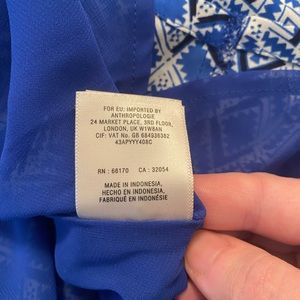 FOR EU: IMPORTED BY
ANTHROPOLOGIE
24 MARKET PLACE, 3RD FLOOR,
LONDON, UK W1W8AN
CIF: VAT No. GB 684936382
43APYYY408C
RN : 66170 CA : 32054
MADE IN INDONESIA,
HECHO EN INDONESIA,
FABRIQUÉ EN INDONÉSIE